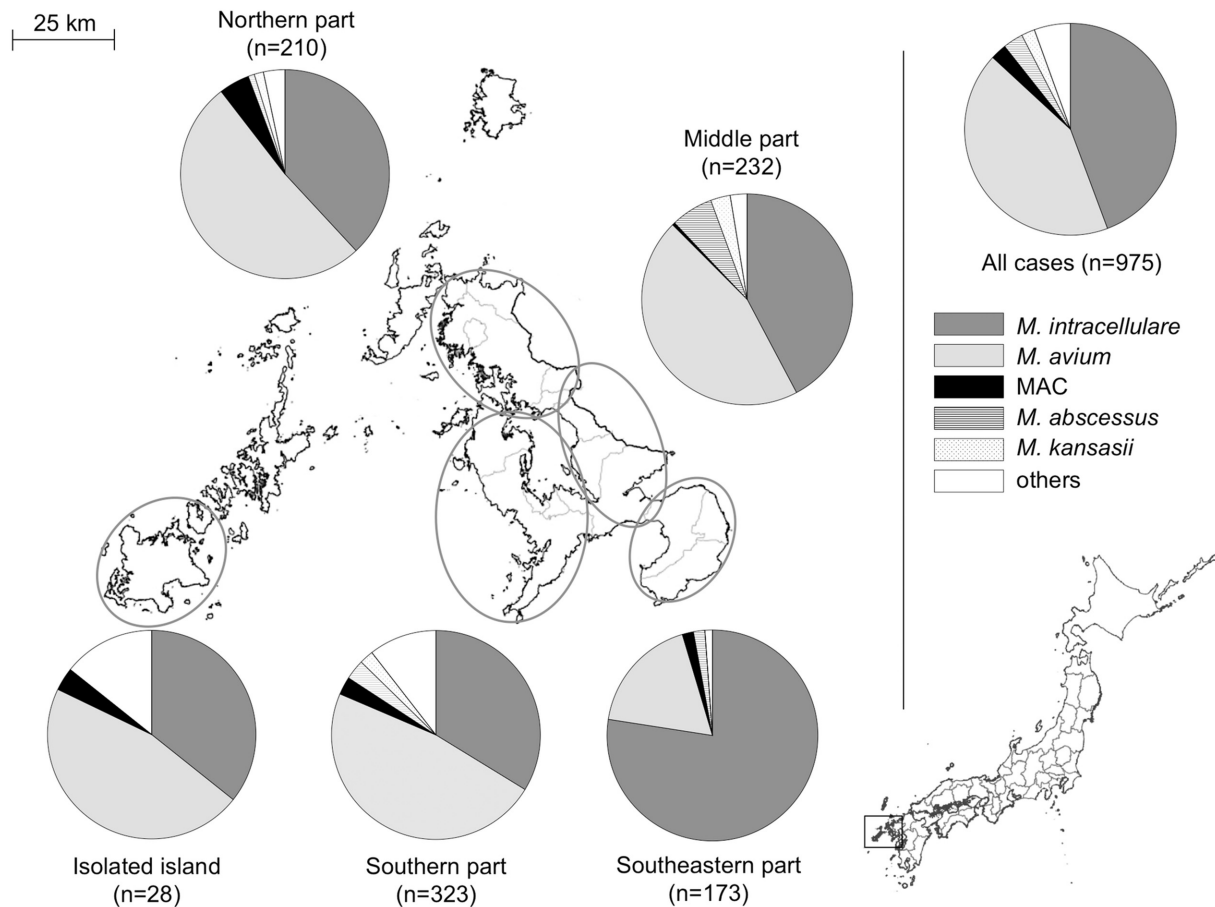 25 km
Northern part
(n=210)
Middle part
(n=232)
All cases (n=975)
M. intracellulare
M. avium
MAC
M. abscessus
M. kansasii
others
Isolated island
(n=28)
Southern part
(n=323)
Southeastern part
(n=173)